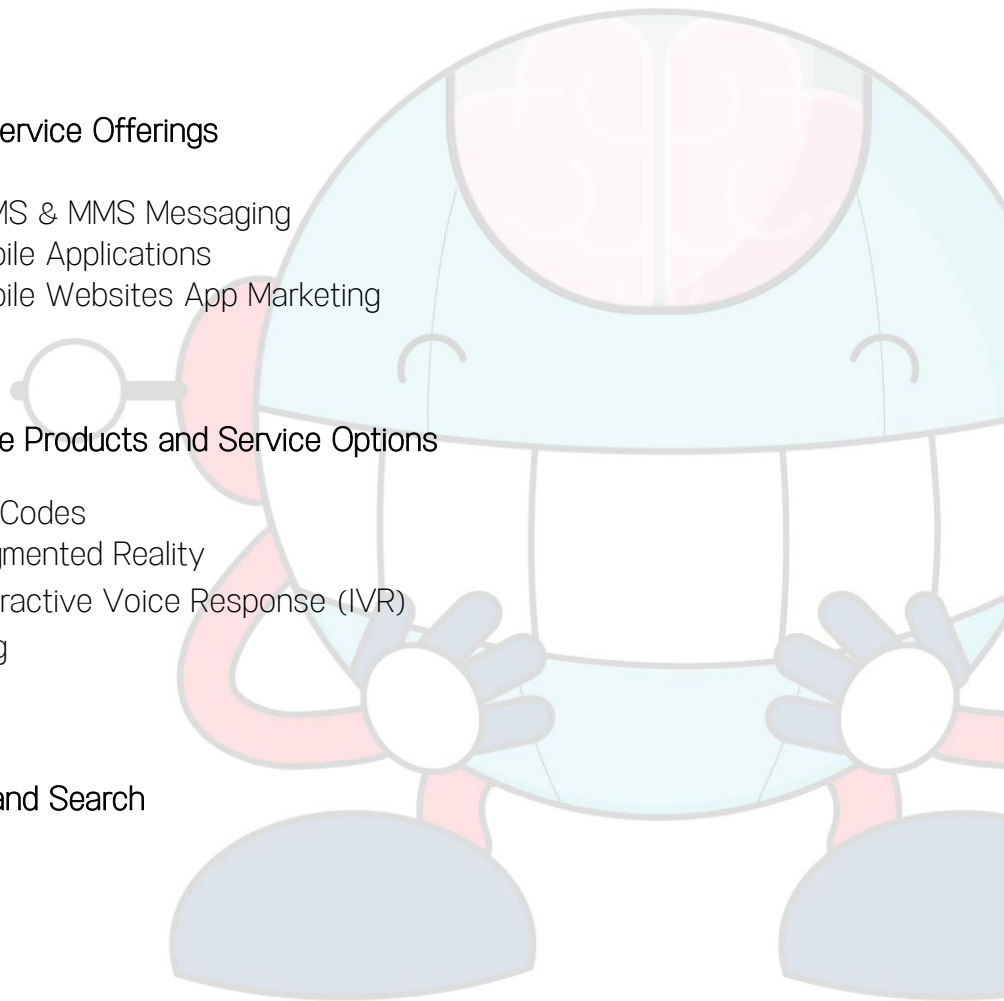 ervice Offerings
MS & MMS Messaging
bile Applications
bile Websites App Marketing
e Products and Service Options
Codes
gmented Reality
ractive Voice Response (IVR)
g
and Search